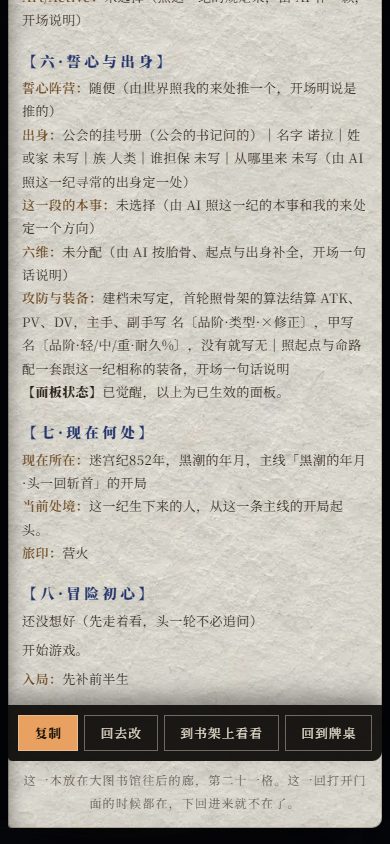 开场明说)
【六·誓心与出身】
誓心阵营：随便（由世界照我的来处推一个，开场明说是
推的）
出身：公会的挂号册（公会的书记问的）｜名字 诺拉｜姓
或家 未写｜族 人类｜谁担保 未写｜从哪里来 未写（由 AI
照这一纪寻常的出身定一处）
这一段的本事：未选择（由 AI 照这一纪的本事和我的来处
定一个方向）
六维：未分配（由 AI 按胎骨、起点与出身补全，开场一句
话说明）
攻防与装备：建档未写定，首轮照骨架的算法结算 ATK、
PV、DV，主手、副手写 名〔品阶·类型·×修正〕，甲写
名〔品阶·轻/中/重·耐久%〕，没有就写无｜照起点与命路
配一套跟这一纪相称的装备，开场一句话说明
【面板状态】已觉醒，以上为已生效的面板。
【七·现在何处】
现在所在：迷宫纪852年，黑潮的年月，主线「黑潮的年月
·头一回斩首」的开局
当前处境：这一纪生下来的人，从这一条主线的开局起
头。
旅印：营火
【八·冒险初心】
还没想好（先走着看，头一轮不必追问）
开始游戏。
入局：先补前半生
复制 回去改 到书架上看看 回到牌桌
这一本放在大图书馆往后的廊，第二十一格。这一回打开门
面的时候都在，下回进来就不在了。